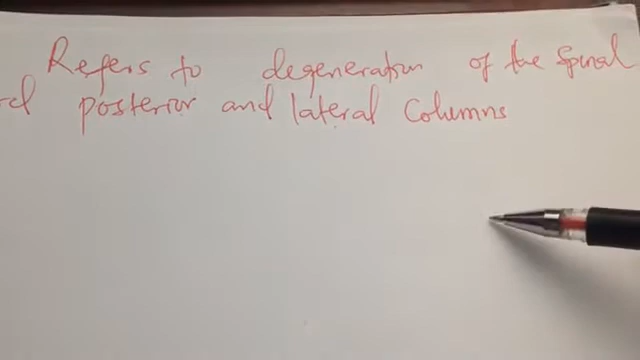 Refers to degeneration of the Spinal
posterior and lateral Columns